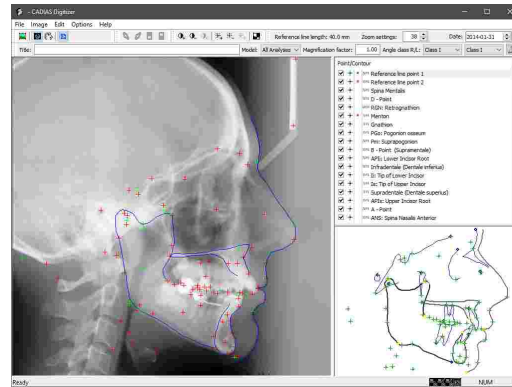 - CADIAS Digitizer
File Image Edit Options Help
Reference line length: 40.0 mm Zoom settings: 38 Date: 2014-01-31
Title: Model: All Analyses Magnification factor: 1.00 Angle class R/L: Class I Class I
Point/Contour
Reference line point 1
Reference line point 2
Spina Mentalis
D - Point
RGN: Retrognathion
Menton
Gnathion
PGo: Pogonion osseum
Pm: Suprapogonion
B - Point (Supramentale)
APIi: Lower Incisor Root
Infradentale (Dentale inferius)
Ii: Tip of Lower Incisor
Is: Tip of Upper Incisor
Supradentale (Dentale superius)
APIs: Upper Incisor Root
A - Point
ANS: Spina Nasalis Anterior
Ready NUM